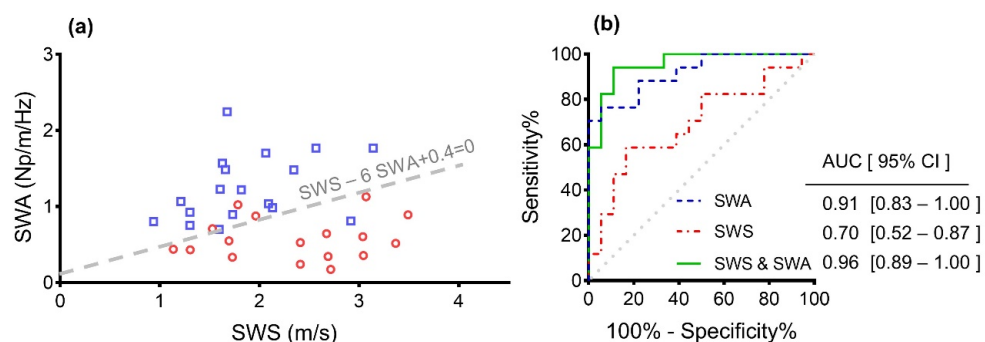 (a)
3
2
1
0
SWA (Np/m/Hz)
SWS – 6 SWA+0.4=0
0 1 2 3 4
SWS (m/s)
(b)
100
80
60
40
20
0
Sensitivity%
0 20 40 60 80 100
100% - Specificity%
AUC [ 95% CI ]
SWA 0.91 [0.83 – 1.00 ]
SWS 0.70 [0.52 – 0.87 ]
SWS & SWA 0.96 [0.89 – 1.00 ]